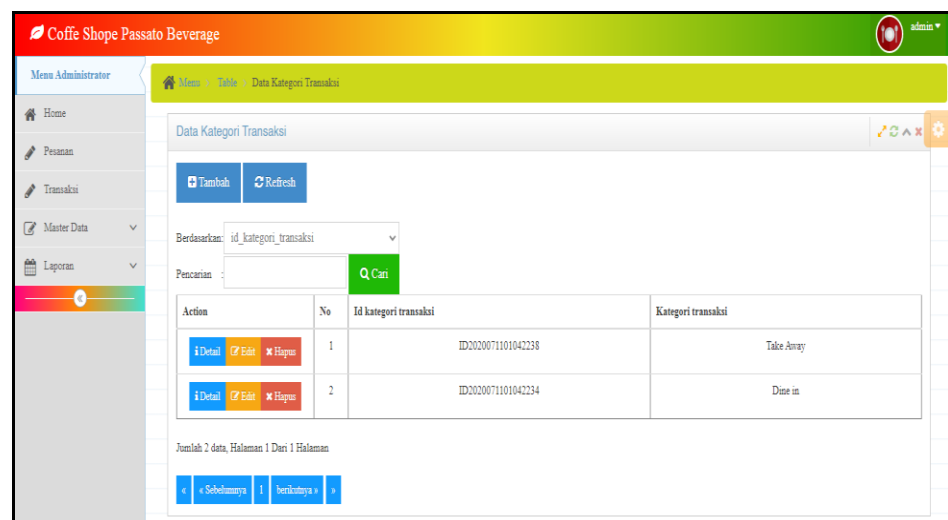 Coffe Shope Passato Beverage
admin
Menu Administrator
Menu > Table > Data Kategori Transaksi
Home
Pesanan
Transaksi
Master Data
Laporan
Data Kategori Transaksi
Tambah Refresh
Berdasarkan: id_kategori_transaksi
Pencarian : Cari
Action No Id kategori transaksi Kategori transaksi
Detail Edit Hapus 1 ID2020071101042238 Take Away
Detail Edit Hapus 2 ID2020071101042234 Dine in
Jumlah 2 data, Halaman 1 Dari 1 Halaman
« « Sebelumnya 1 berikutnya » »